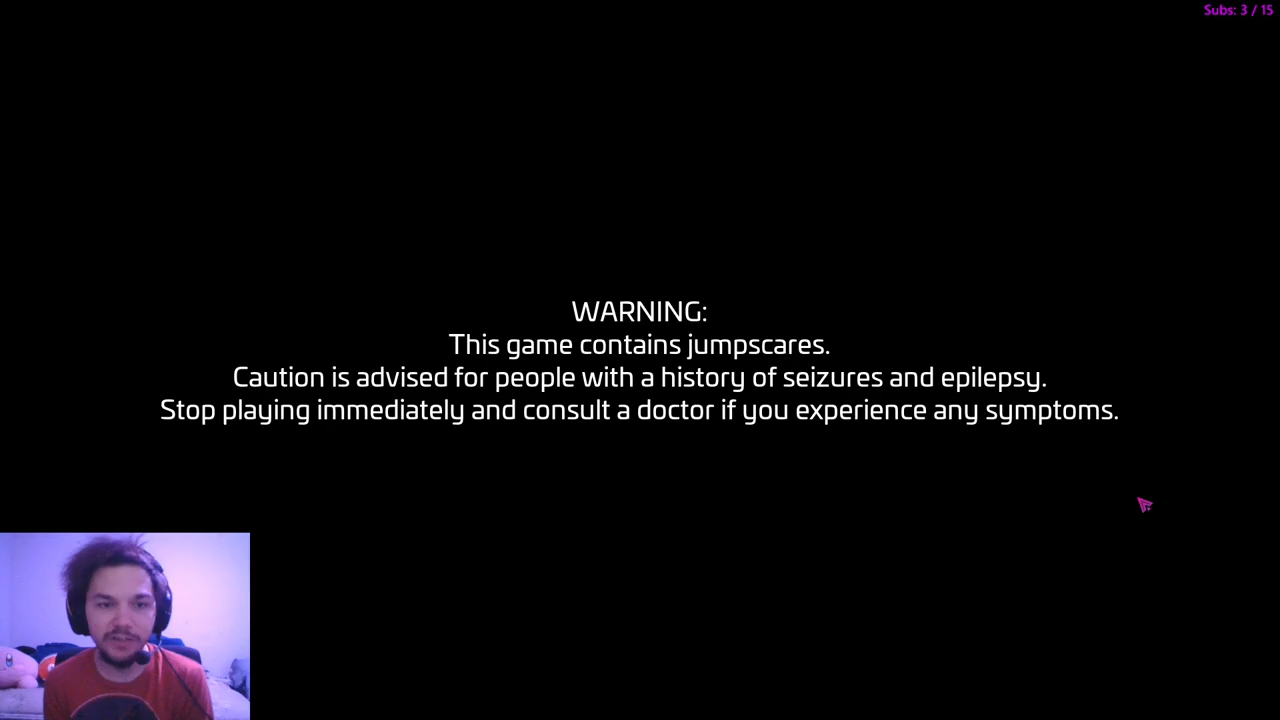 Subs: 3 / 15
WARNING:
This game contains jumpscares.
Caution is advised for people with a history of seizures and epilepsy.
Stop playing immediately and consult a doctor if you experience any symptoms.